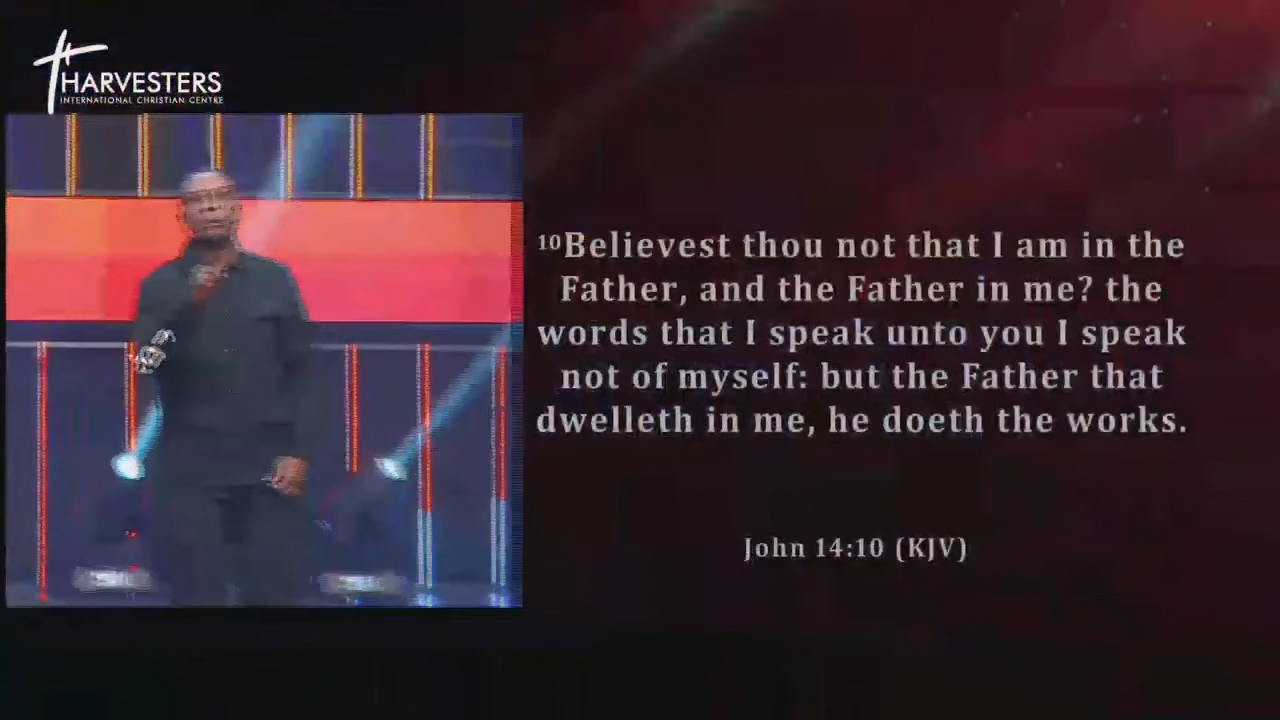 HARVESTERS
INTERNATIONAL CHRISTIAN CENTRE
¹⁰Believest thou not that I am in the
Father, and the Father in me? the
words that I speak unto you I speak
not of myself: but the Father that
dwelleth in me, he doeth the works.
John 14:10 (KJV)